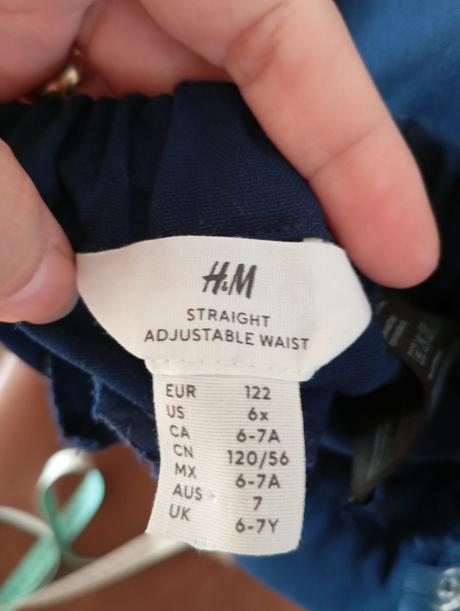 H&M
STRAIGHT
ADJUSTABLE WAIST
EUR 122
US 6x
CA 6-7A
CN 120/56
MX 6-7A
AUS 7
UK 6-7Y